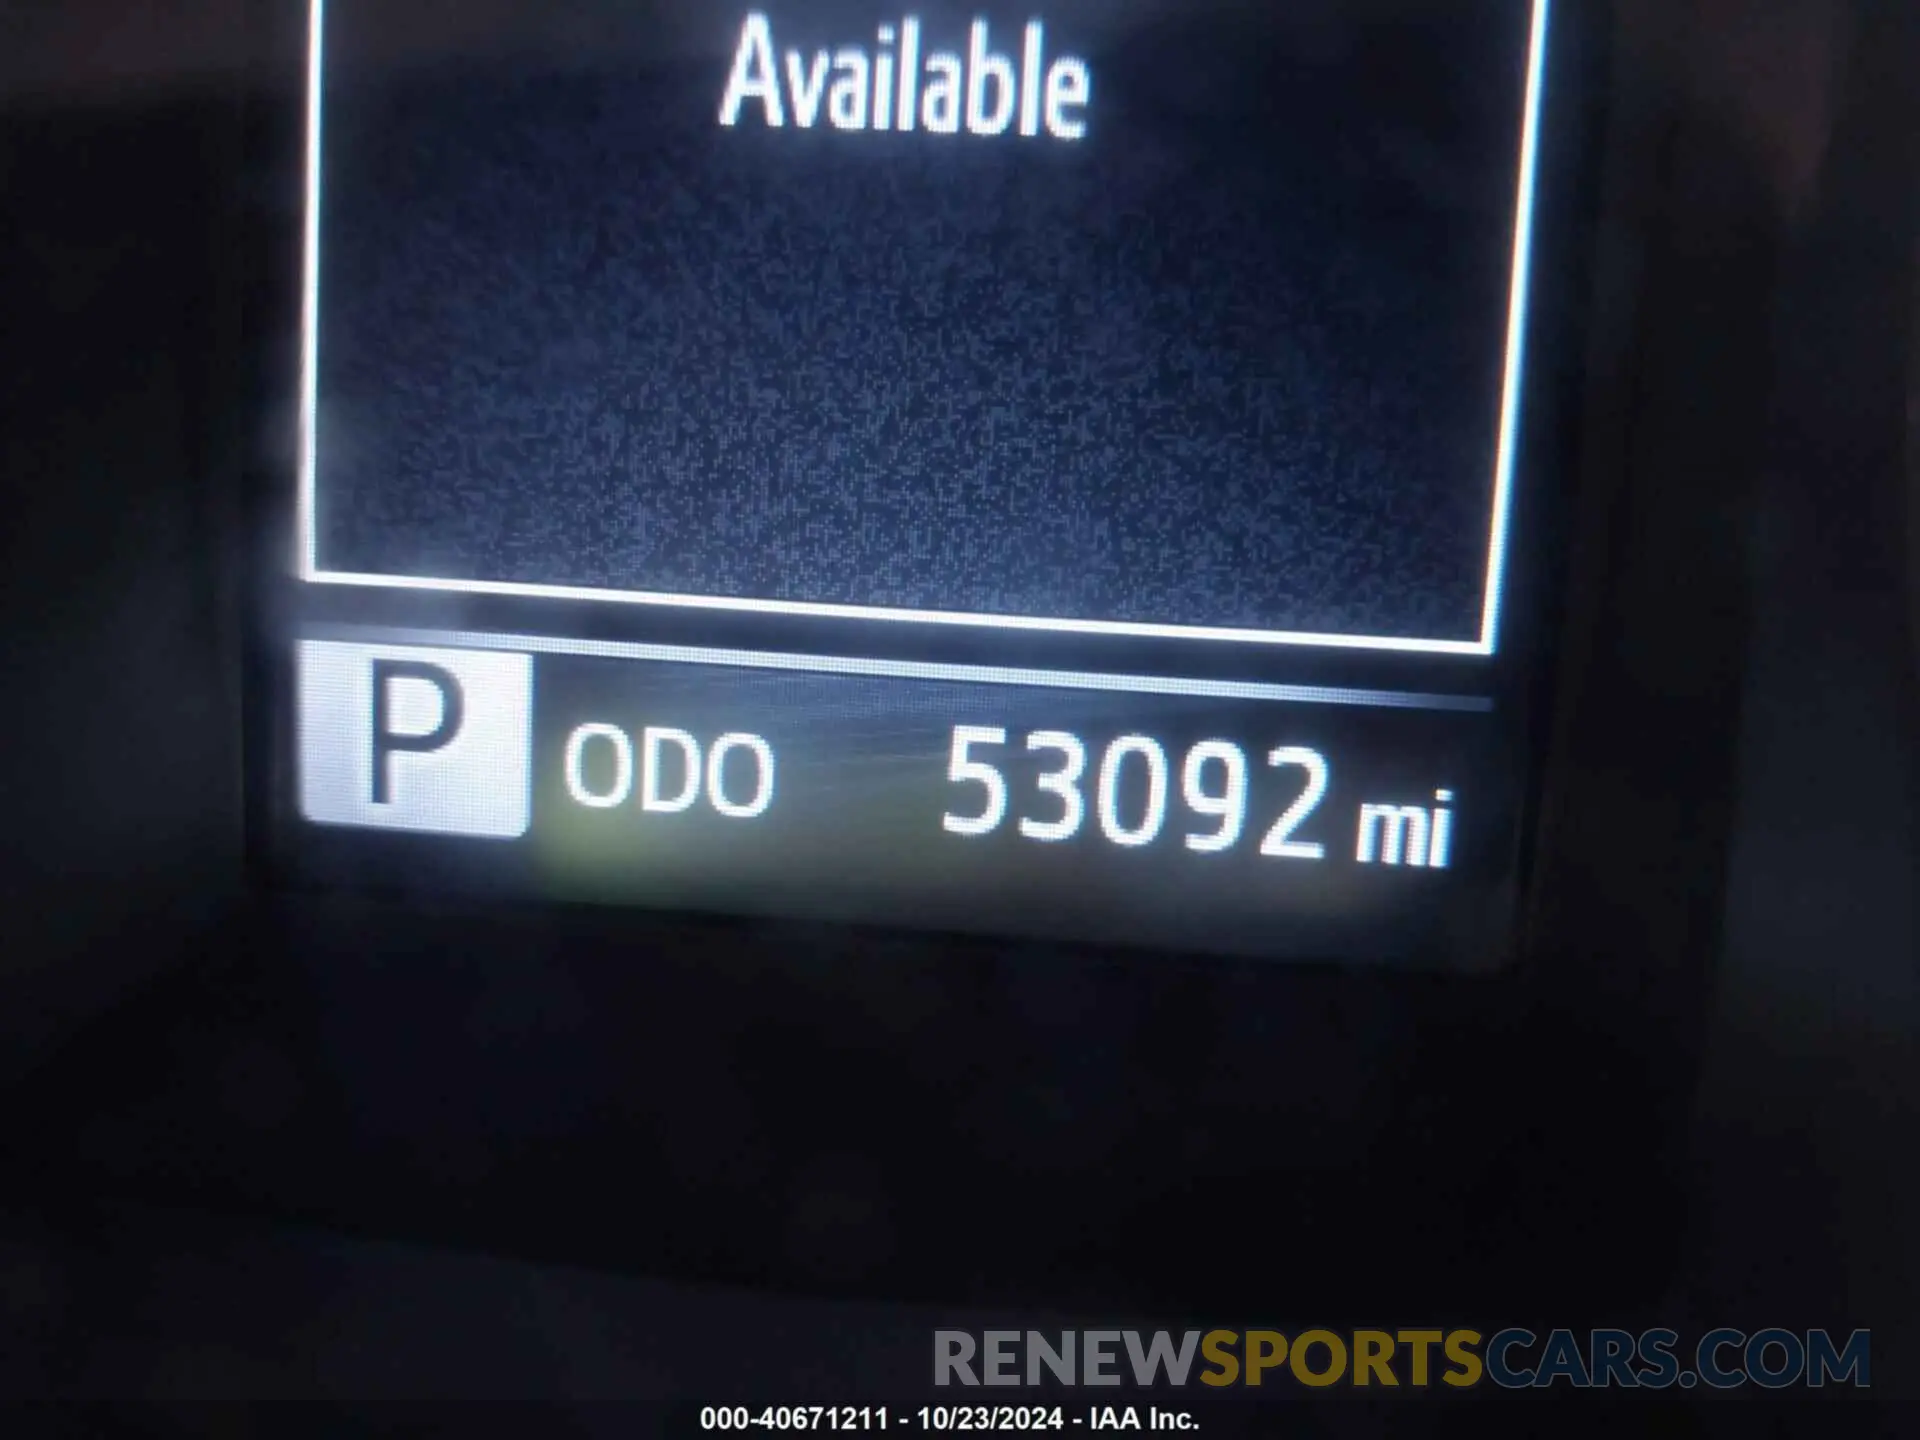 Available
P ODO 53092 mi
RENEWSPORTSCARS.COM
000-40671211 - 10/23/2024 - IAA Inc.